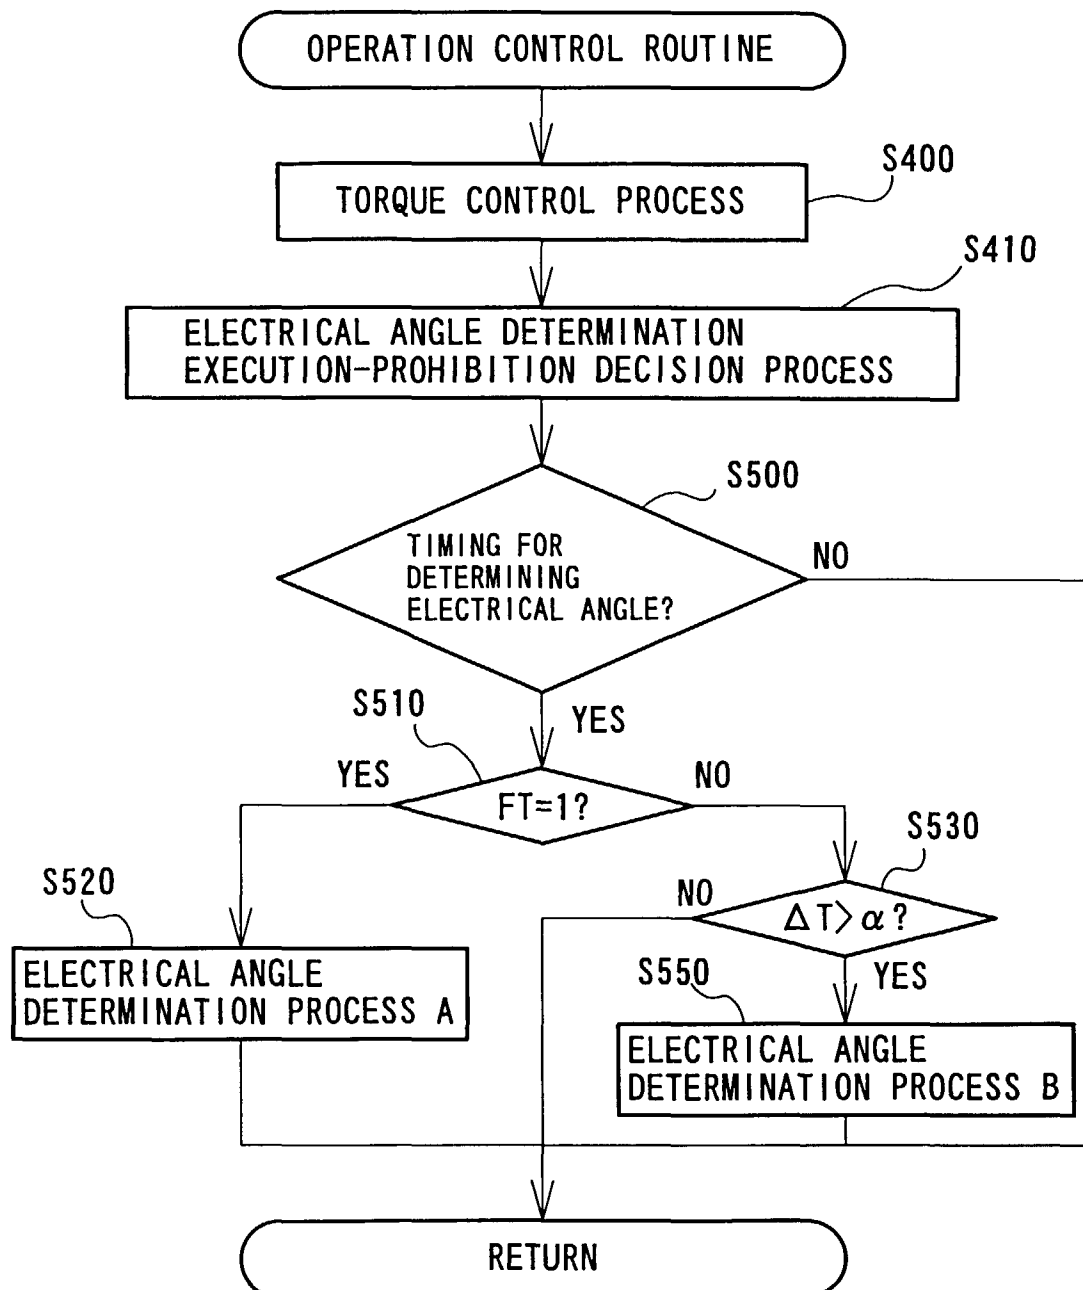 OPERATION CONTROL ROUTINE
S400
TORQUE CONTROL PROCESS
S410
ELECTRICAL ANGLE DETERMINATION
EXECUTION-PROHIBITION DECISION PROCESS
S500
TIMING FOR
DETERMINING
ELECTRICAL ANGLE?
NO
YES
S510
YES
FT=1?
NO
S530
NO
ΔT>α?
YES
S520
ELECTRICAL ANGLE
DETERMINATION PROCESS A
S550
ELECTRICAL ANGLE
DETERMINATION PROCESS B
RETURN